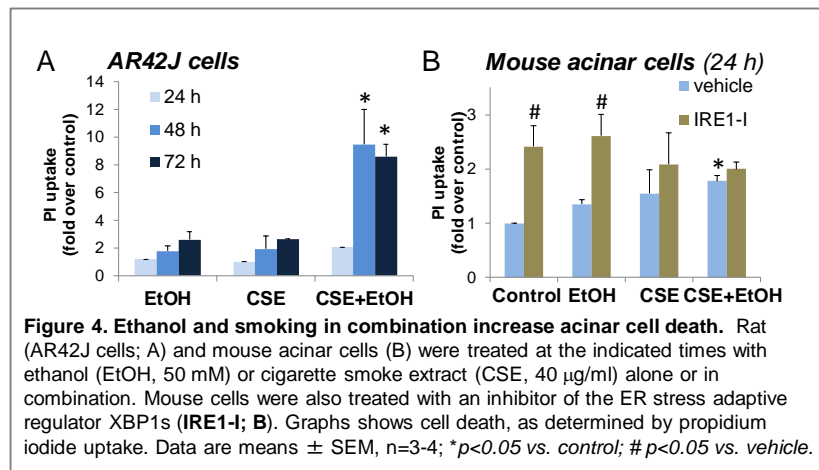 A AR42J cells
B Mouse acinar cells (24 h)
PI uptake
(fold over control)
14
12
10
8
6
4
2
0
24 h
48 h
72 h
*
*
EtOH CSE CSE+EtOH
PI uptake
(fold over control)
3
2
1
0
vehicle
IRE1-I
#
#
*
Control EtOH CSE CSE+EtOH
Figure 4. Ethanol and smoking in combination increase acinar cell death. Rat
(AR42J cells; A) and mouse acinar cells (B) were treated at the indicated times with
ethanol (EtOH, 50 mM) or cigarette smoke extract (CSE, 40 μg/ml) alone or in
combination. Mouse cells were also treated with an inhibitor of the ER stress adaptive
regulator XBP1s (IRE1-I; B). Graphs shows cell death, as determined by propidium
iodide uptake. Data are means ± SEM, n=3-4; *p<0.05 vs. control; # p<0.05 vs. vehicle.